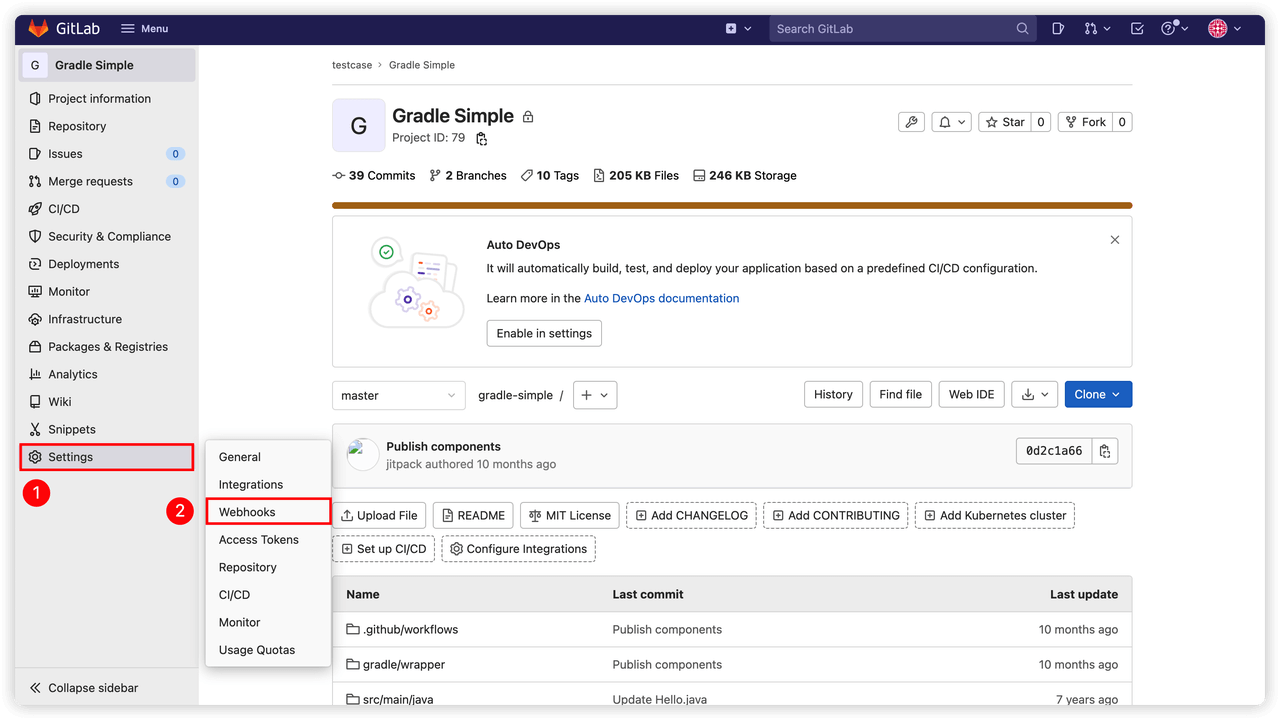 GitLab
Menu
Search GitLab
G Gradle Simple
Project information
Repository
Issues 0
Merge requests 0
CI/CD
Security & Compliance
Deployments
Monitor
Infrastructure
Packages & Registries
Analytics
Wiki
Snippets
Settings
1
Collapse sidebar
2
General
Integrations
Webhooks
Access Tokens
Repository
CI/CD
Monitor
Usage Quotas
testcase > Gradle Simple
G
Gradle Simple
Project ID: 79
Star 0
Fork 0
39 Commits 2 Branches 10 Tags 205 KB Files 246 KB Storage
Auto DevOps
It will automatically build, test, and deploy your application based on a predefined CI/CD configuration.
Learn more in the Auto DevOps documentation
Enable in settings
master
gradle-simple /
History
Find file
Web IDE
Clone
Publish components
jitpack authored 10 months ago
0d2c1a66
Upload File README MIT License Add CHANGELOG Add CONTRIBUTING Add Kubernetes cluster
Set up CI/CD Configure Integrations
Name Last commit Last update
.github/workflows Publish components 10 months ago
gradle/wrapper Publish components 10 months ago
src/main/java Update Hello.java 7 years ago